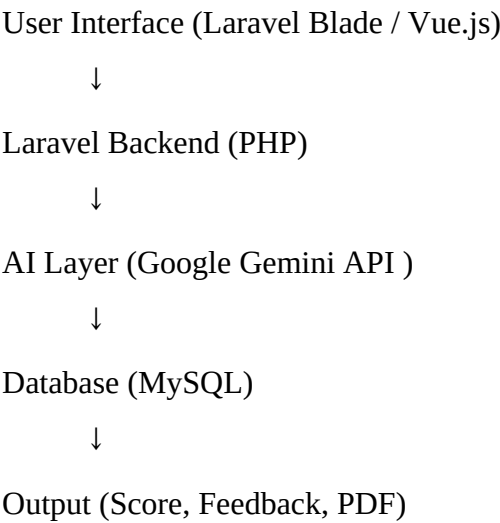 User Interface (Laravel Blade / Vue.js)
↓
Laravel Backend (PHP)
↓
AI Layer (Google Gemini API )
↓
Database (MySQL)
↓
Output (Score, Feedback, PDF)